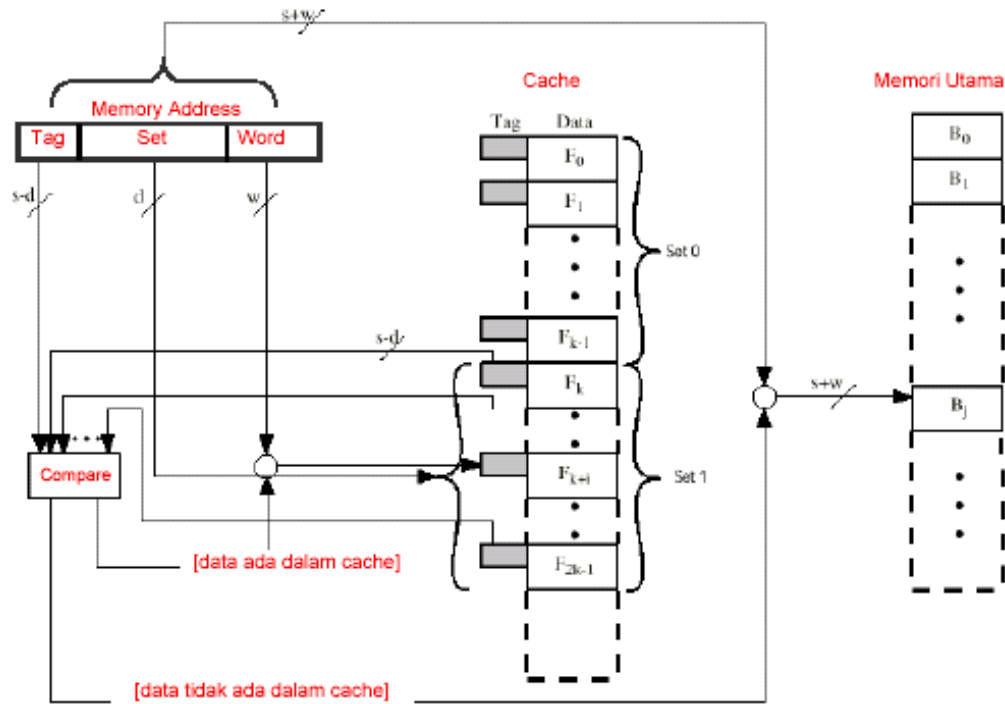 s+w
Cache
Memori Utama
Memory Address
Tag Set Word
Tag Data
F0
B0
F1
B1
s-d d w
Set 0
Fk-1
s-d
Fk
s+w
Bj
Compare
Fk+i
Set 1
[data ada dalam cache]
F2k-1
[data tidak ada dalam cache]